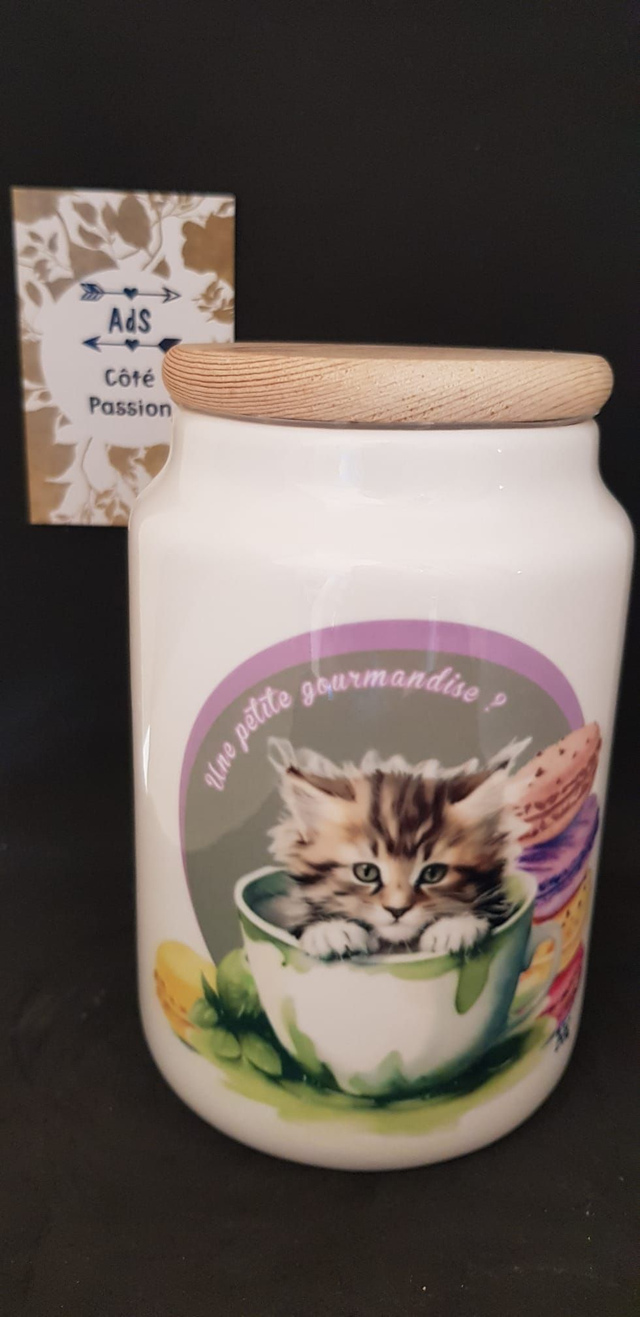 AdS
Côté
Passion
Une petite gourmandise ?